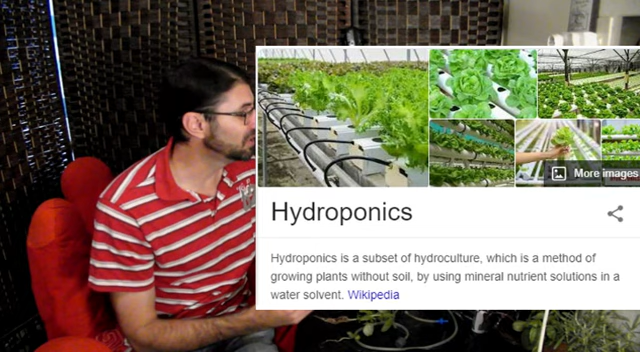 More images
Hydroponics
Hydroponics is a subset of hydroculture, which is a method of
growing plants without soil, by using mineral nutrient solutions in a
water solvent. Wikipedia